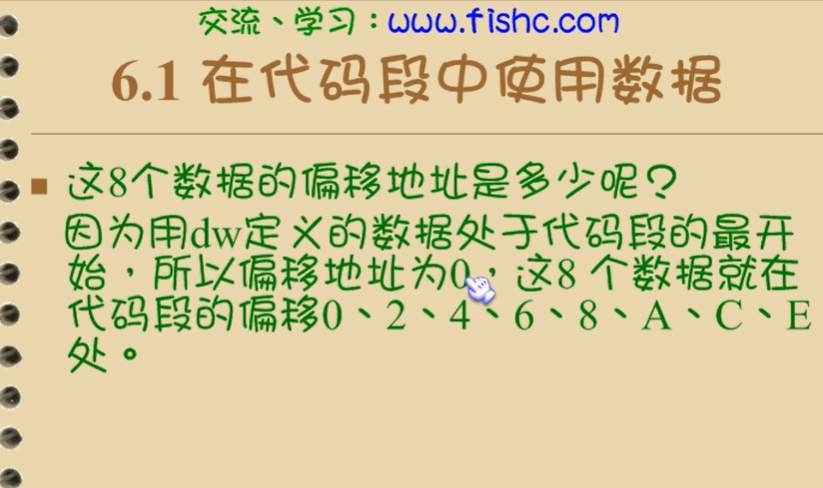 交流、学习：www.fishc.com
6.1 在代码段中使用数据
这8个数据的偏移地址是多少呢？
因为用dw定义的数据处于代码段的最开
始，所以偏移地址为0，这8 个数据就在
代码段的偏移0、2、4、6、8、A、C、E
处。